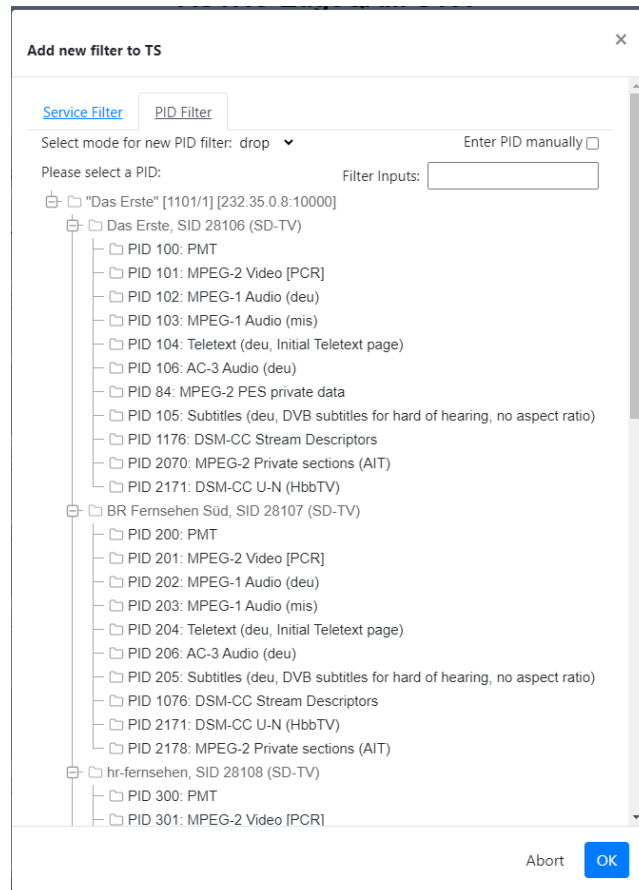 Add new filter to TS
×
Service Filter PID Filter
Select mode for new PID filter: drop Enter PID manually
Please select a PID: Filter Inputs:
"Das Erste" [1101/1] [232.35.0.8:10000]
Das Erste, SID 28106 (SD-TV)
PID 100: PMT
PID 101: MPEG-2 Video [PCR]
PID 102: MPEG-1 Audio (deu)
PID 103: MPEG-1 Audio (mis)
PID 104: Teletext (deu, Initial Teletext page)
PID 106: AC-3 Audio (deu)
PID 84: MPEG-2 PES private data
PID 105: Subtitles (deu, DVB subtitles for hard of hearing, no aspect ratio)
PID 1176: DSM-CC Stream Descriptors
PID 2070: MPEG-2 Private sections (AIT)
PID 2171: DSM-CC U-N (HbbTV)
BR Fernsehen Süd, SID 28107 (SD-TV)
PID 200: PMT
PID 201: MPEG-2 Video [PCR]
PID 202: MPEG-1 Audio (deu)
PID 203: MPEG-1 Audio (mis)
PID 204: Teletext (deu, Initial Teletext page)
PID 206: AC-3 Audio (deu)
PID 205: Subtitles (deu, DVB subtitles for hard of hearing, no aspect ratio)
PID 1076: DSM-CC Stream Descriptors
PID 2171: DSM-CC U-N (HbbTV)
PID 2178: MPEG-2 Private sections (AIT)
hr-fernsehen, SID 28108 (SD-TV)
PID 300: PMT
PID 301: MPEG-2 Video [PCR]
Abort OK